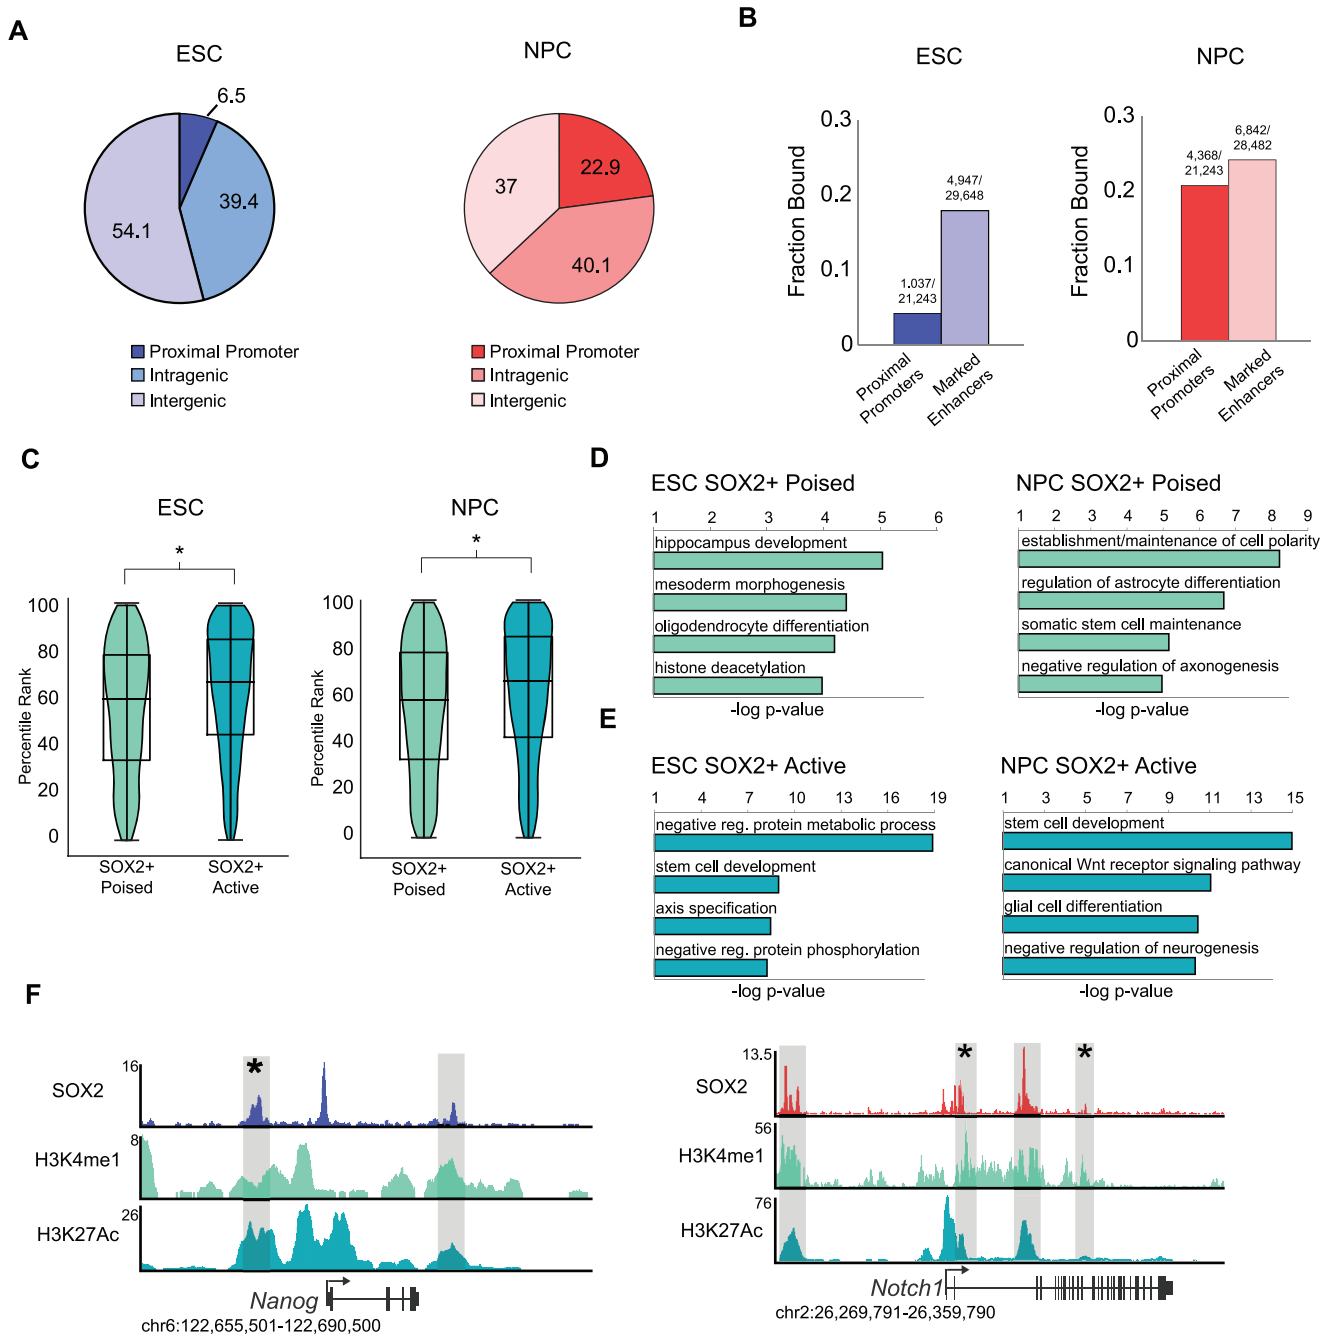 A
ESC
6.5
39.4
54.1
Proximal Promoter
Intragenic
Intergenic
NPC
22.9
37
40.1
Proximal Promoter
Intragenic
Intergenic
B
ESC
Fraction Bound
0.3
0.2
0.1
0
1.037/
21,243
4,947/
29,648
Proximal
Promoters
Marked
Enhancers
NPC
Fraction Bound
0.3
0.2
0.1
0
4,368/
21,243
6,842/
28,482
Proximal
Promoters
Marked
Enhancers
C
ESC
*
Percentile Rank
100
80
60
40
20
0
SOX2+
Poised
SOX2+
Active
NPC
*
Percentile Rank
100
80
60
40
20
0
SOX2+
Poised
SOX2+
Active
D
ESC SOX2+ Poised
1 2 3 4 5 6
hippocampus development
mesoderm morphogenesis
oligodendrocyte differentiation
histone deacetylation
-log p-value
NPC SOX2+ Poised
1 2 3 4 5 6 7 8 9
establishment/maintenance of cell polarity
regulation of astrocyte differentiation
somatic stem cell maintenance
negative regulation of axonogenesis
-log p-value
E
ESC SOX2+ Active
1 4 7 10 13 16 19
negative reg. protein metabolic process
stem cell development
axis specification
negative reg. protein phosphorylation
-log p-value
NPC SOX2+ Active
1 3 5 7 9 11 13 15
stem cell development
canonical Wnt receptor signaling pathway
glial cell differentiation
negative regulation of neurogenesis
-log p-value
F
*
16
SOX2
8
H3K4me1
26
H3K27Ac
Nanog
chr6:122,655,501-122,690,500
* *
13.5
SOX2
56
H3K4me1
76
H3K27Ac
Notch1
chr2:26,269,791-26,359,790